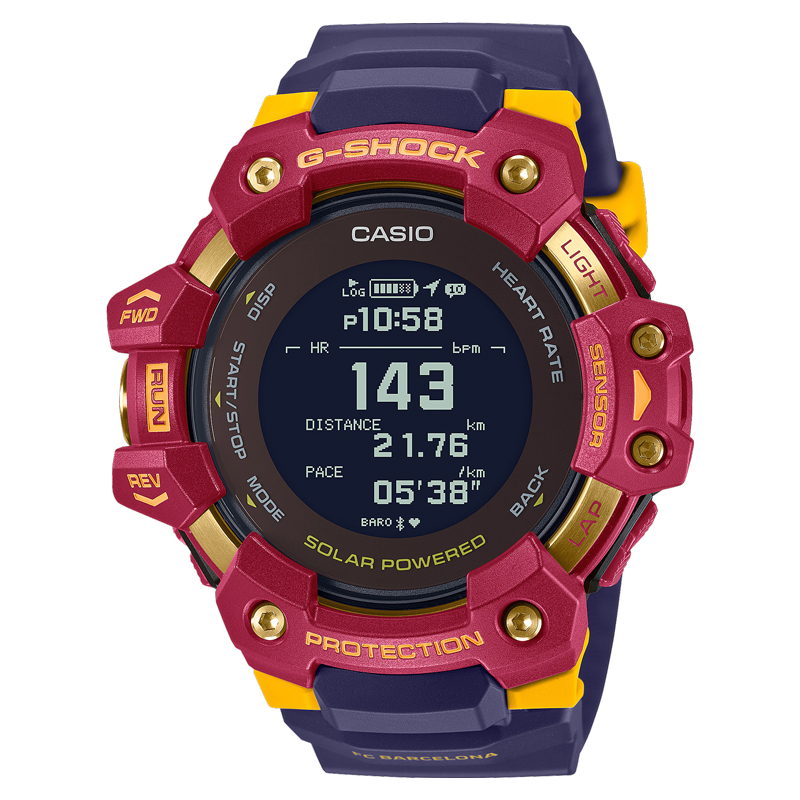 G-SHOCK
CASIO
LIGHT
DISP
HEART RATE
LOG 10
P10:58
FWD
HR bpm
START/STOP
RUN
143
SENSOR
DISTANCE km
21.76
PACE /km
05'38"
REV
MODE
BACK
LAP
BARO
SOLAR POWERED
PROTECTION
FC BARCELONA